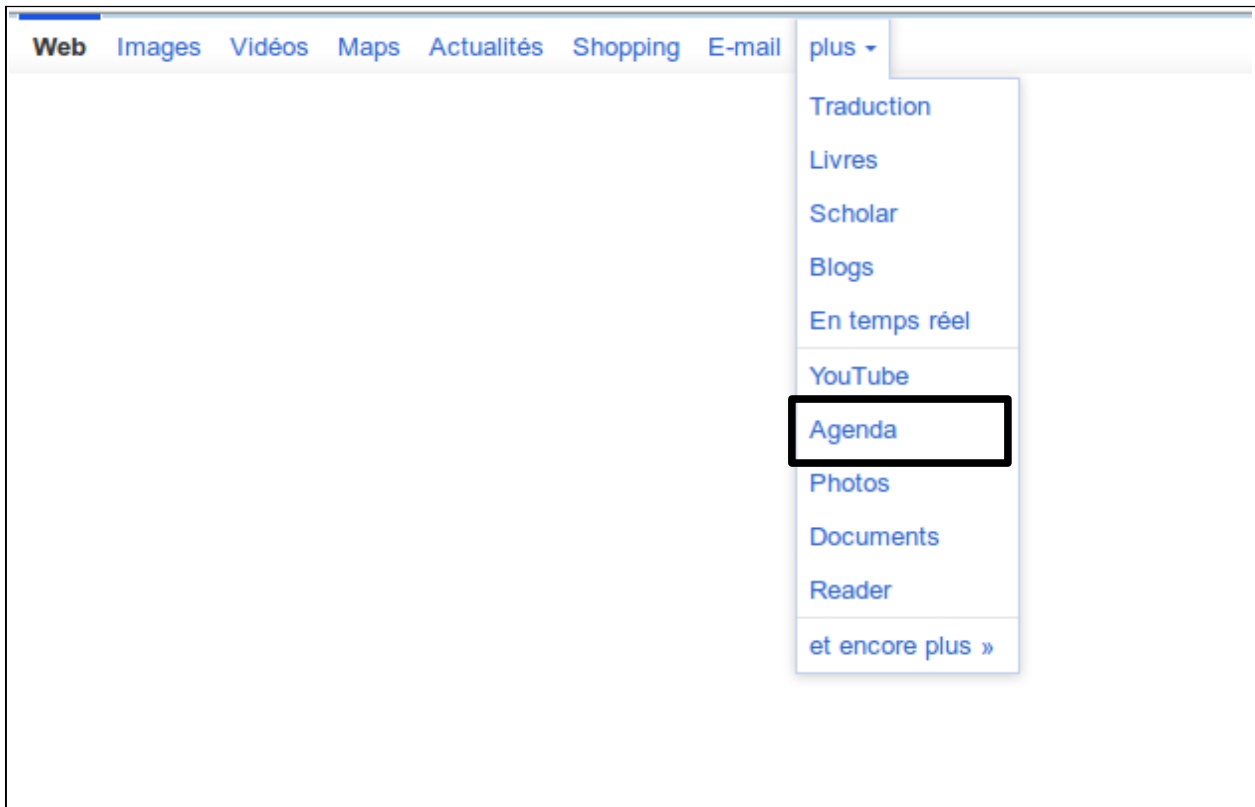 Web Images Vidéos Maps Actualités Shopping E-mail plus
Traduction
Livres
Scholar
Blogs
En temps réel
YouTube
Agenda
Photos
Documents
Reader
et encore plus »